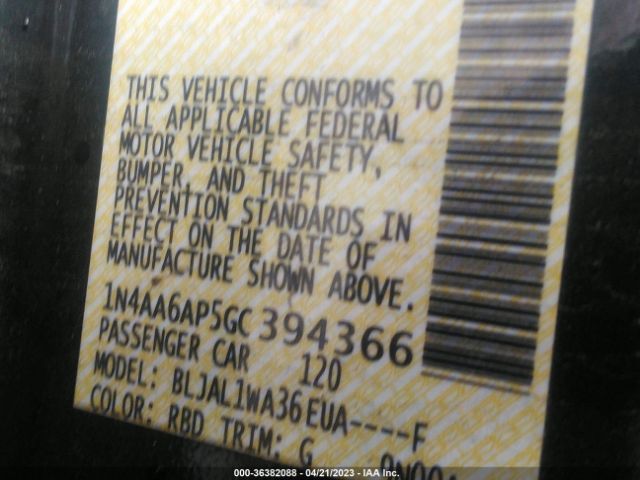 THIS VEHICLE CONFORMS TO
ALL APPLICABLE FEDERAL
MOTOR VEHICLE SAFETY,
BUMPER, AND THEFT
PREVENTION STANDARDS IN
EFFECT ON THE DATE OF
MANUFACTURE SHOWN ABOVE.
1N4AA6AP5GC394366
PASSENGER CAR 120
MODEL: BLJAL1WA36EUA----F
COLOR: RBD TRIM: G
000-36382088 - 04/21/2023 - IAA Inc.